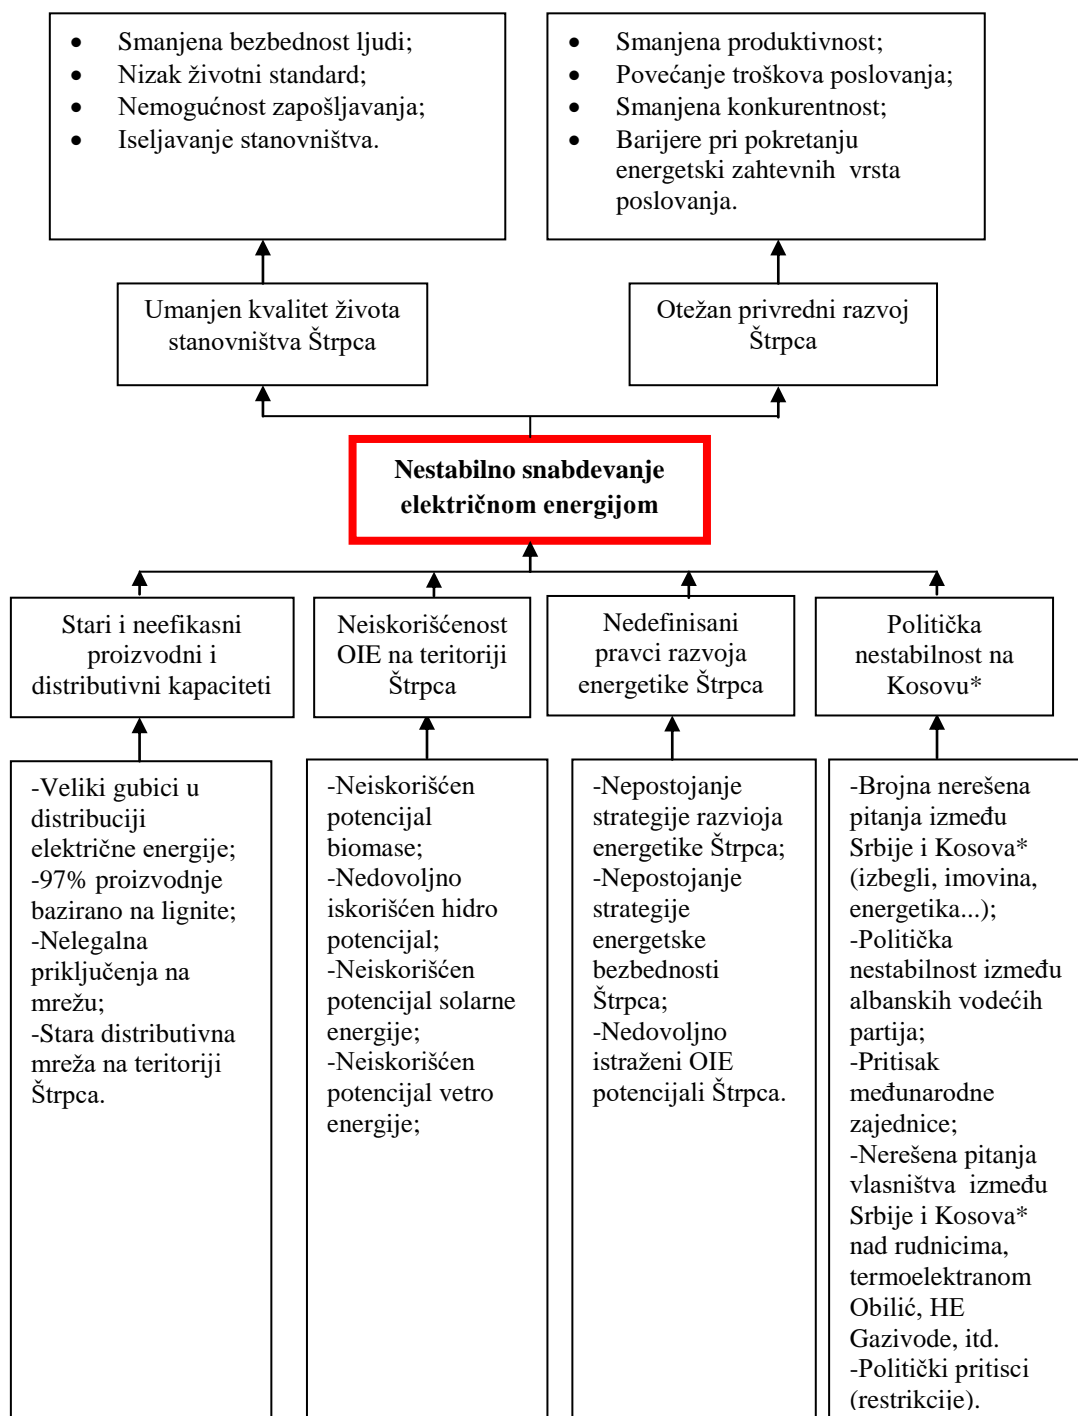 • Smanjena bezbednost ljudi;
• Nizak životni standard;
• Nemogućnost zapošljavanja;
• Iseljavanje stanovništva.
• Smanjena produktivnost;
• Povećanje troškova poslovanja;
• Smanjena konkurentnost;
• Barijere pri pokretanju
energetski zahtevnih vrsta
poslovanja.
Umanjen kvalitet života
stanovništva Štrpca
Otežan privredni razvoj
Štrpca
Nestabilno snabdevanje
električnom energijom
Stari i neefikasni
proizvodni i
distributivni kapaciteti
Neiskorišćenost
OIE na teritoriji
Štrpca
Nedefinisani
pravci razvoja
energetike Štrpca
Politička
nestabilnost na
Kosovu*
-Veliki gubici u
distribuciji
električne energije;
-97% proizvodnje
bazirano na lignite;
-Nelegalna
priključenja na
mrežu;
-Stara distributivna
mreža na teritoriji
Štrpca.
-Neiskorišćen
potencijal
biomase;
-Nedovoljno
iskorišćen hidro
potencijal;
-Neiskorišćen
potencijal solarne
energije;
-Neiskorišćen
potencijal vetro
energije;
-Nepostojanje
strategije razvioja
energetike Štrpca;
-Nepostojanje
strategije
energetske
bezbednosti
Štrpca;
-Nedovoljno
istraženi OIE
potencijali Štrpca.
-Brojna nerešena
pitanja između
Srbije i Kosova*
(izbegli, imovina,
energetika...);
-Politička
nestabilnost između
albanskih vodećih
partija;
-Pritisak
međunarodne
zajednice;
-Nerešena pitanja
vlasništva između
Srbije i Kosova*
nad rudnicima,
termoelektranom
Obilić, HE
Gazivode, itd.
-Politički pritisci
(restrikcije).